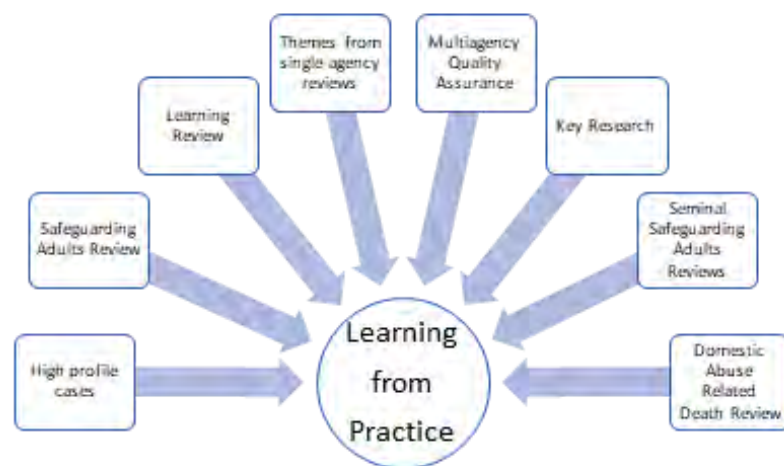 Themes from
single agency
reviews
Multiagency
Quality
Assurance
Learning
Review
Key Research
Safeguarding
Adults Review
Seminal
Safeguarding
Adults
Reviews
High profile
cases
Learning
from
Practice
Domestic
Abuse
Related
Death Review